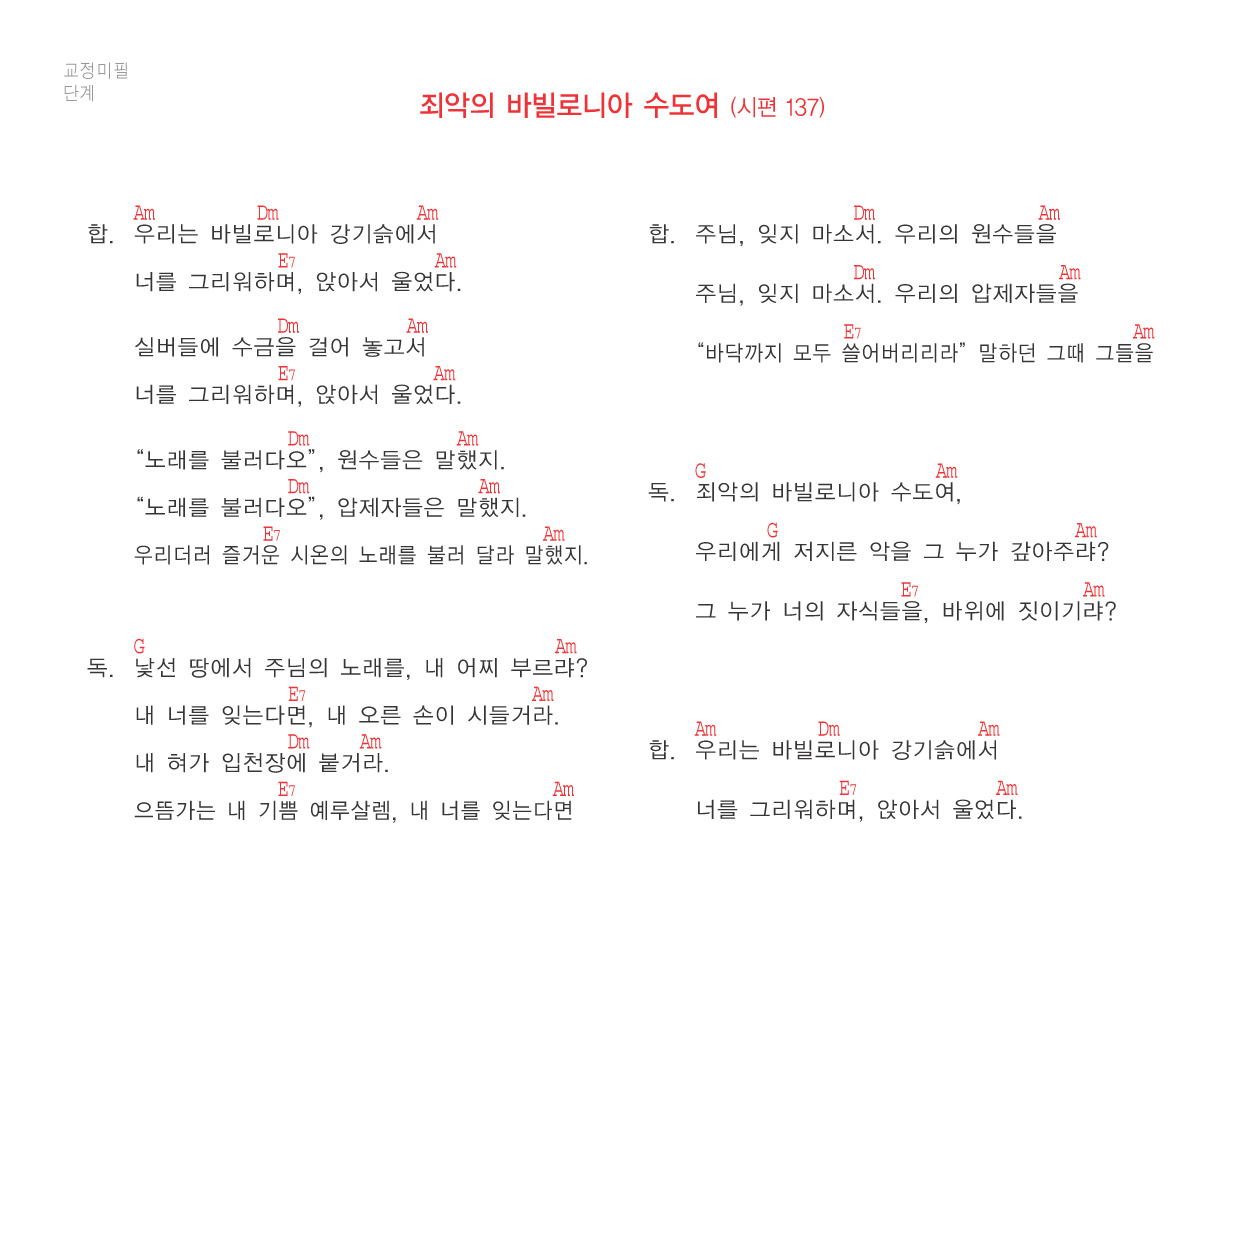 교정미필
단계
죄악의 바빌로니아 수도여 (시편 137)
Am Dm Am
합. 우리는 바빌로니아 강기슭에서
E7 Am
너를 그리워하며, 앉아서 울었다.
Dm Am
실버들에 수금을 걸어 놓고서
E7 Am
너를 그리워하며, 앉아서 울었다.
Dm Am
“노래를 불러다오”, 원수들은 말했지.
Dm Am
“노래를 불러다오”, 압제자들은 말했지.
E7 Am
우리더러 즐거운 시온의 노래를 불러 달라 말했지.
G Am
독. 낯선 땅에서 주님의 노래를, 내 어찌 부르랴?
E7 Am
내 너를 잊는다면, 내 오른 손이 시들거라.
Dm Am
내 혀가 입천장에 붙거라.
E7 Am
으뜸가는 내 기쁨 예루살렘, 내 너를 잊는다면
Dm Am
합. 주님, 잊지 마소서. 우리의 원수들을
Dm Am
주님, 잊지 마소서. 우리의 압제자들을
E7 Am
“바닥까지 모두 쓸어버리리라” 말하던 그때 그들을
G Am
독. 죄악의 바빌로니아 수도여,
G Am
우리에게 저지른 악을 그 누가 갚아주랴?
E7 Am
그 누가 너의 자식들을, 바위에 짓이기랴?
Am Dm Am
합. 우리는 바빌로니아 강기슭에서
E7 Am
너를 그리워하며, 앉아서 울었다.